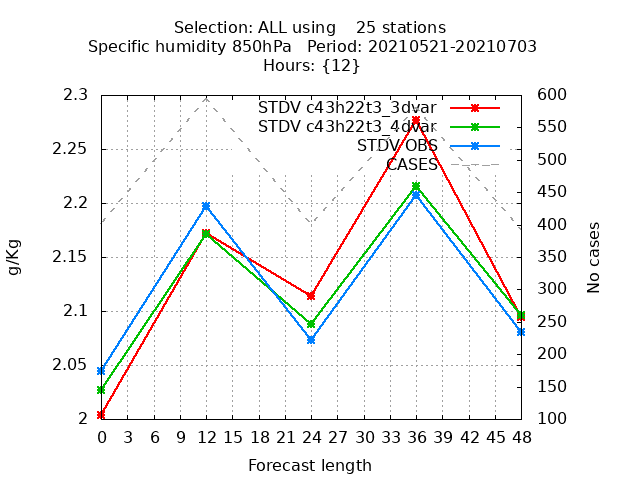 Selection: ALL using    25 stations
Specific humidity 850hPa   Period: 20210521-20210703
Hours: {12}
STDV c43h22t3_3dvar
STDV c43h22t3_4dvar
STDV OBS
CASES
2.3
2.25
2.2
2.15
2.1
2.05
2
g/Kg
600
550
500
450
400
350
300
250
200
150
100
No cases
0 3 6 9 12 15 18 21 24 27 30 33 36 39 42 45 48
Forecast length